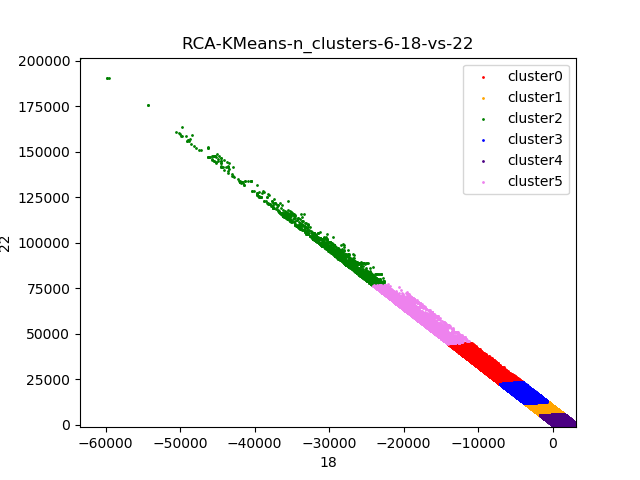 RCA-KMeans-n_clusters-6-18-vs-22
200000
175000
150000
125000
100000
75000
50000
25000
0
22
cluster0
cluster1
cluster2
cluster3
cluster4
cluster5
−60000 −50000 −40000 −30000 −20000 −10000 0
18